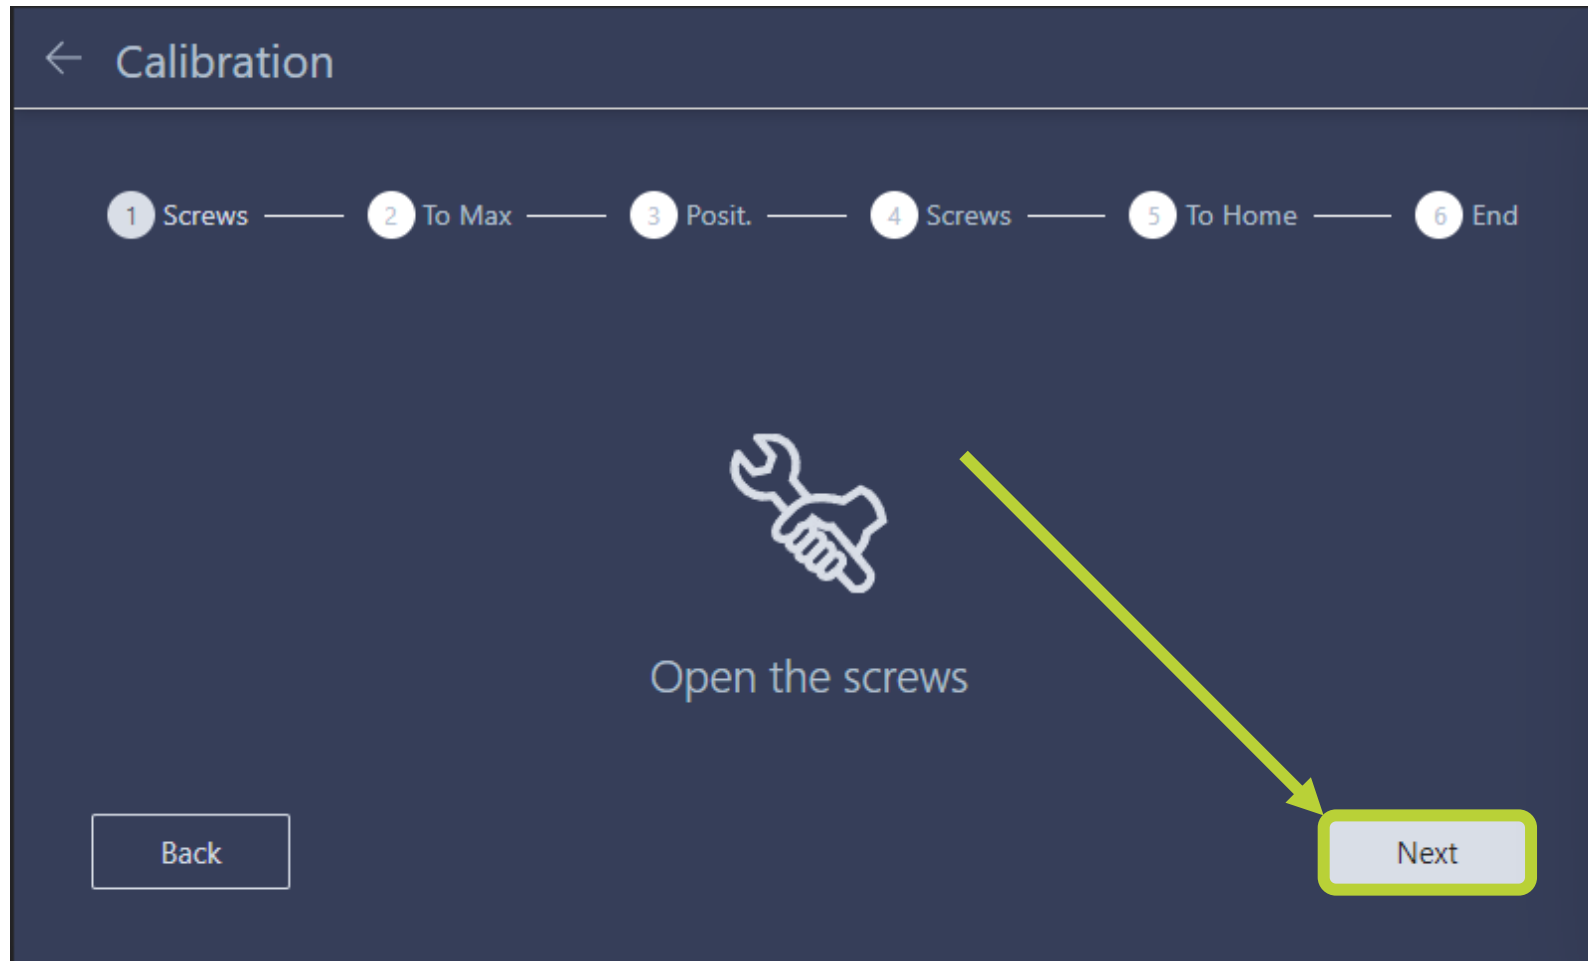 Calibration
1 Screws 2 To Max 3 Posit. 4 Screws 5 To Home 6 End
Open the screws
Back Next